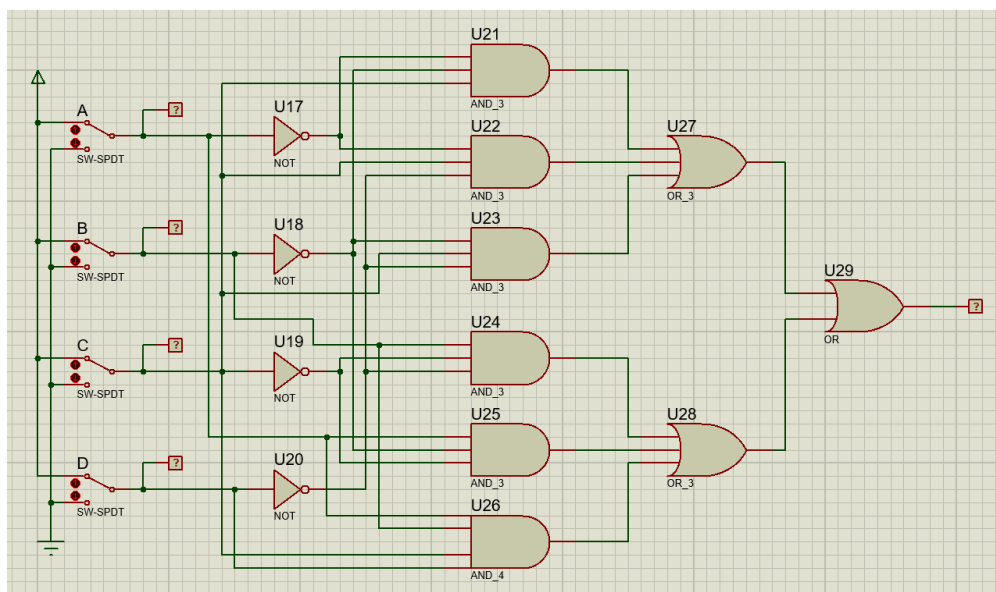 U21
AND_3
A
?
SW-SPDT
U17
NOT
U22
AND_3
U27
OR_3
B
?
SW-SPDT
U18
NOT
U23
AND_3
U29
OR
?
C
?
SW-SPDT
U19
NOT
U24
AND_3
U25
AND_3
U28
OR_3
D
?
SW-SPDT
U20
NOT
U26
AND_4